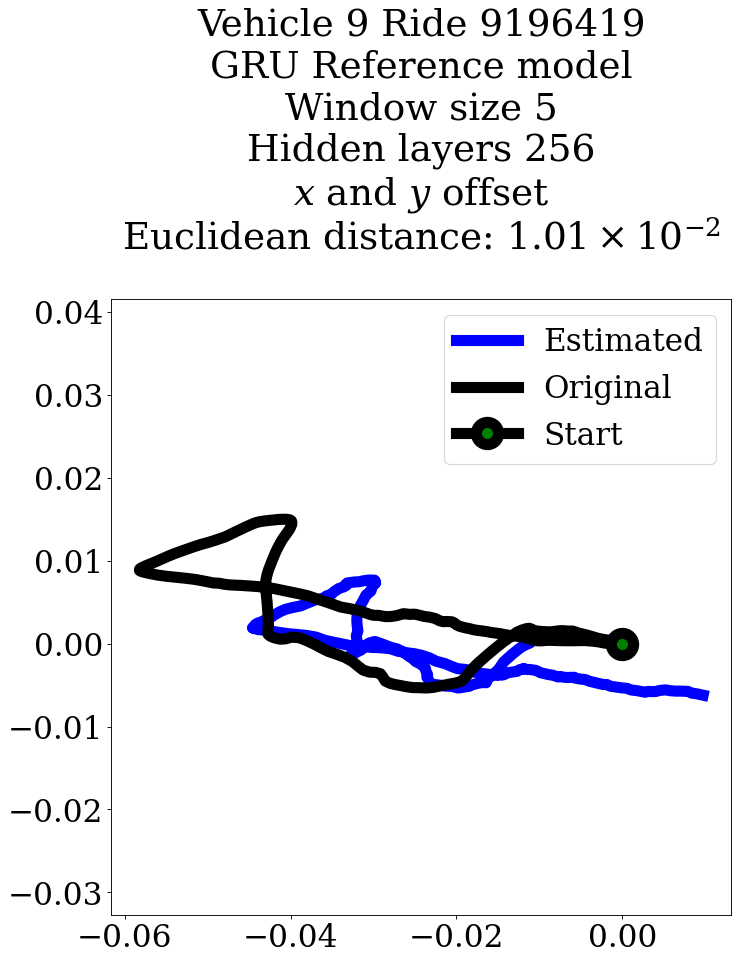 Vehicle 9 Ride 9196419
GRU Reference model
Window size 5
Hidden layers 256
x and y offset
Euclidean distance: 1.01 × 10⁻²
Estimated
Original
Start
0.04
0.03
0.02
0.01
0.00
−0.01
−0.02
−0.03
−0.06
−0.04
−0.02
0.00